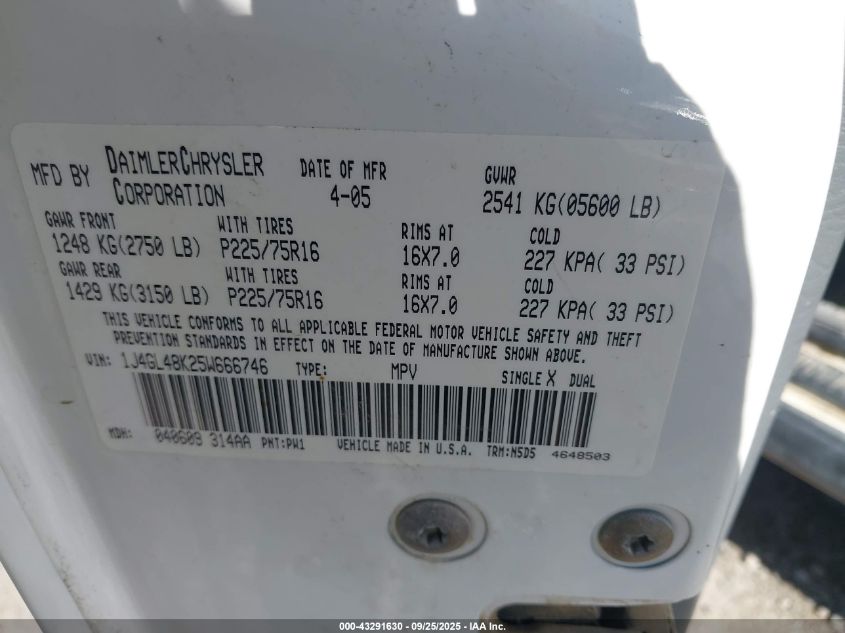 MFD BY DAIMLERCHRYSLER CORPORATION DATE OF MFR 4-05 GVWR 2541 KG(05600 LB)
GAWR FRONT WITH TIRES RIMS AT COLD
1248 KG(2750 LB) P225/75R16 16X7.0 227 KPA( 33 PSI)
GAWR REAR WITH TIRES RIMS AT COLD
1429 KG(3150 LB) P225/75R16 16X7.0 227 KPA( 33 PSI)
THIS VEHICLE CONFORMS TO ALL APPLICABLE FEDERAL MOTOR VEHICLE SAFETY AND THEFT
PREVENTION STANDARDS IN EFFECT ON THE DATE OF MANUFACTURE SHOWN ABOVE.
VIN: 1J4GL48K25W666746 TYPE: MPV SINGLE X DUAL
MDH: 040609 314AA PNT:PW1 VEHICLE MADE IN U.S.A. TRM:N5D5 4648503
000-43291630 - 09/25/2025 - IAA Inc.